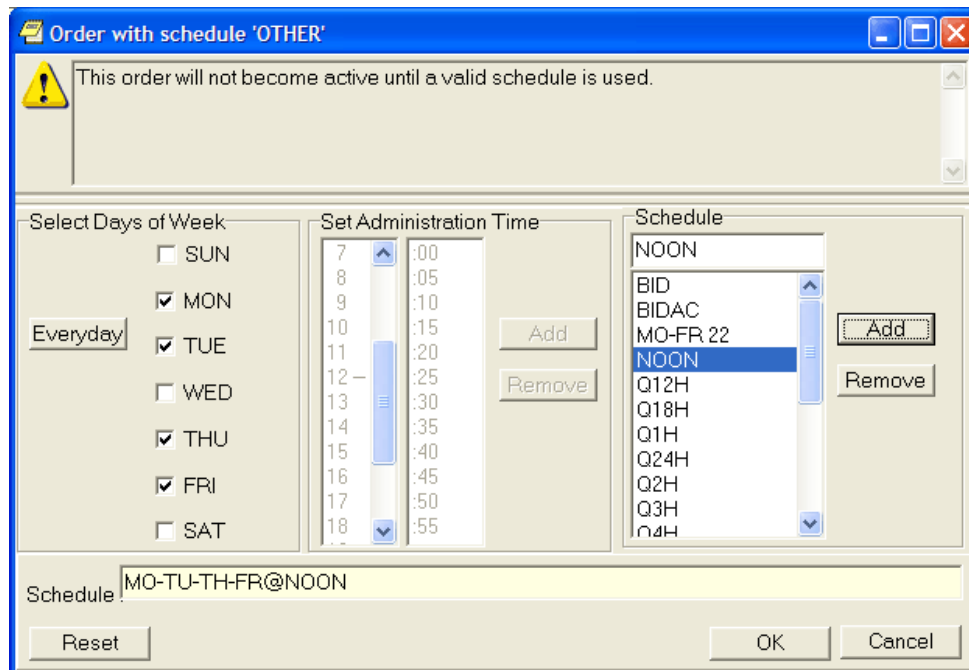 Order with schedule 'OTHER'
This order will not become active until a valid schedule is used.
Select Days of Week
SUN
MON
Everyday
TUE
WED
THU
FRI
SAT
Set Administration Time
7
8
9
10
11
12 –
13
14
15
16
17
18
:00
:05
:10
:15
:20
:25
:30
:35
:40
:45
:50
:55
Add
Remove
Schedule
NOON
BID
BIDAC
MO-FR 22
NOON
Q12H
Q18H
Q1H
Q24H
Q2H
Q3H
Q4H
Add
Remove
Schedule :
MO-TU-TH-FR@NOON
Reset
OK
Cancel